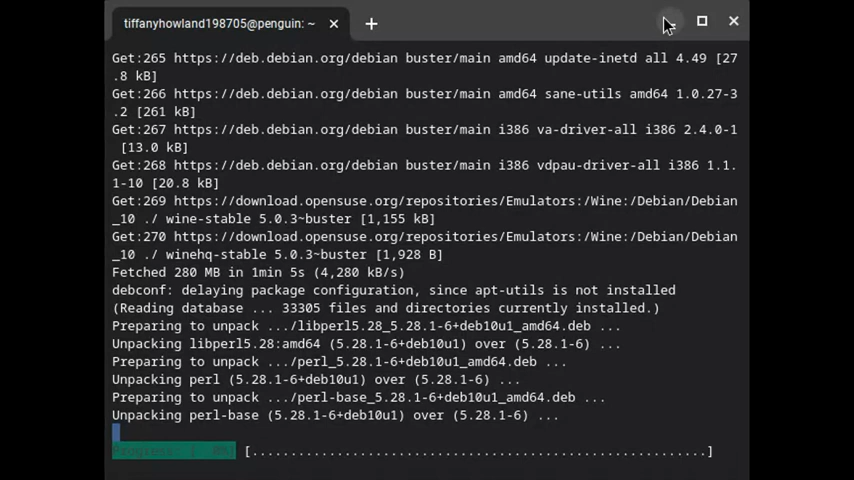 tiffanyhowland198705@penguin: ~
Get:265 https://deb.debian.org/debian buster/main amd64 update-inetd all 4.49 [27
.8 kB]
Get:266 https://deb.debian.org/debian buster/main amd64 sane-utils amd64 1.0.27-3
.2 [261 kB]
Get:267 https://deb.debian.org/debian buster/main i386 va-driver-all i386 2.4.0-1
 [13.0 kB]
Get:268 https://deb.debian.org/debian buster/main i386 vdpau-driver-all i386 1.1.
1-10 [20.8 kB]
Get:269 https://download.opensuse.org/repositories/Emulators:/Wine:/Debian/Debian
_10 ./ wine-stable 5.0.3~buster [1,155 kB]
Get:270 https://download.opensuse.org/repositories/Emulators:/Wine:/Debian/Debian
_10 ./ winehq-stable 5.0.3~buster [1,928 B]
Fetched 280 MB in 1min 5s (4,280 kB/s)
debconf: delaying package configuration, since apt-utils is not installed
(Reading database ... 33305 files and directories currently installed.)
Preparing to unpack .../libperl5.28_5.28.1-6+deb10u1_amd64.deb ...
Unpacking libperl5.28:amd64 (5.28.1-6+deb10u1) over (5.28.1-6) ...
Preparing to unpack .../perl_5.28.1-6+deb10u1_amd64.deb ...
Unpacking perl (5.28.1-6+deb10u1) over (5.28.1-6) ...
Preparing to unpack .../perl-base_5.28.1-6+deb10u1_amd64.deb ...
Unpacking perl-base (5.28.1-6+deb10u1) over (5.28.1-6) ...
Progress: [  0%] [...........................................................]